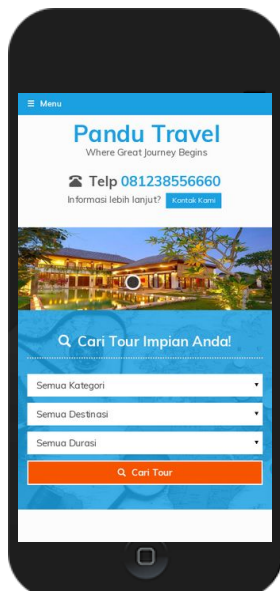 ☰ Menu
Pandu Travel
Where Great Journey Begins
☎ Telp 081238556660
Informasi lebih lanjut? Kontak Kami
Cari Tour Impian Anda!
Semua Kategori
Semua Destinasi
Semua Durasi
Cari Tour